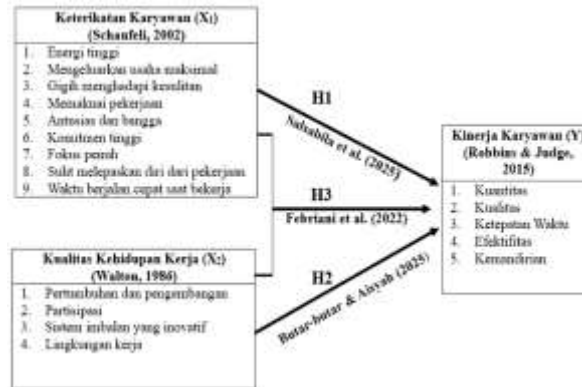 Keterikatan Karyawan (X1)
(Schaufeli, 2002)
1. Energi tinggi
2. Mengeluarkan usaha maksimal
3. Gigih menghadapi kesulitan
4. Memaknai pekerjaan
5. Antusias dan bangga
6. Komitmen tinggi
7. Fokus penuh
8. Sulit melepaskan diri dari pekerjaan
9. Waktu berjalan cepat saat bekerja
H1
Salsabila et al. (2025)
H3
Febriani et al. (2022)
Kinerja Karyawan (Y)
(Robbins & Judge,
2015)
1. Kuantitas
2. Kualitas
3. Ketepatan Waktu
4. Efektifitas
5. Kemandirian
Kualitas Kehidupan Kerja (X2)
(Walton, 1986)
1. Pertumbuhan dan pengembangan
2. Partisipasi
3. Sistem imbalan yang inovatif
4. Lingkungan kerja
H2
Butar-butar & Aisyah (2025)